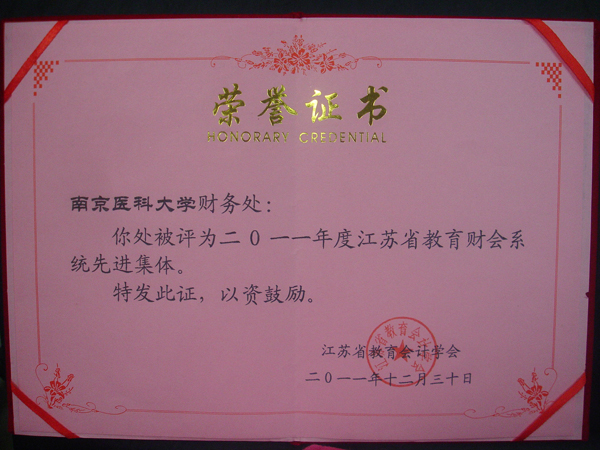 荣誉证书
HONORARY CREDENTIAL
南京医科大学财务处：
你处被评为二0一一年度江苏省教育财会系
统先进集体。
特发此证，以资鼓励。
江苏省教育会计学会
二0一一年十二月三十日